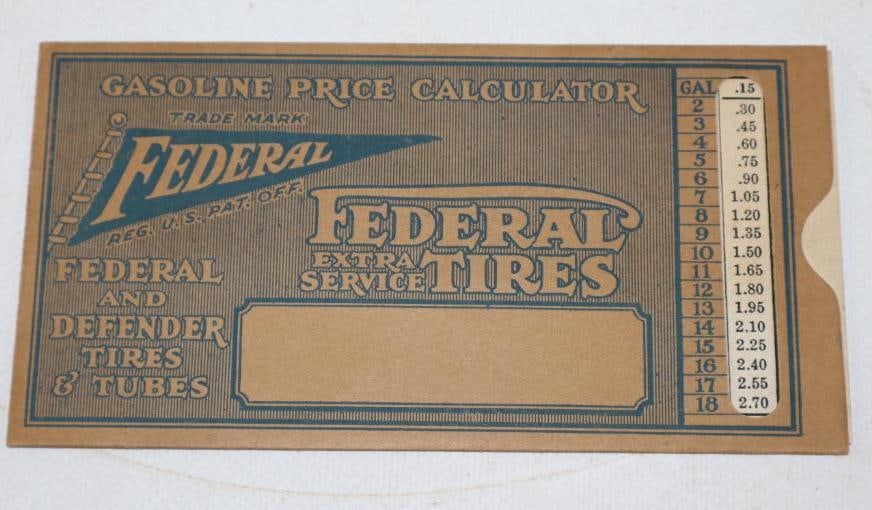 GASOLINE PRICE CALCULATOR
TRADE MARK
FEDERAL
REG. U.S. PAT. OFF.
FEDERAL
EXTRA SERVICE TIRES
FEDERAL
AND
DEFENDER
TIRES
& TUBES
GAL .15
2 .30
3 .45
4 .60
5 .75
6 .90
7 1.05
8 1.20
9 1.35
10 1.50
11 1.65
12 1.80
13 1.95
14 2.10
15 2.25
16 2.40
17 2.55
18 2.70